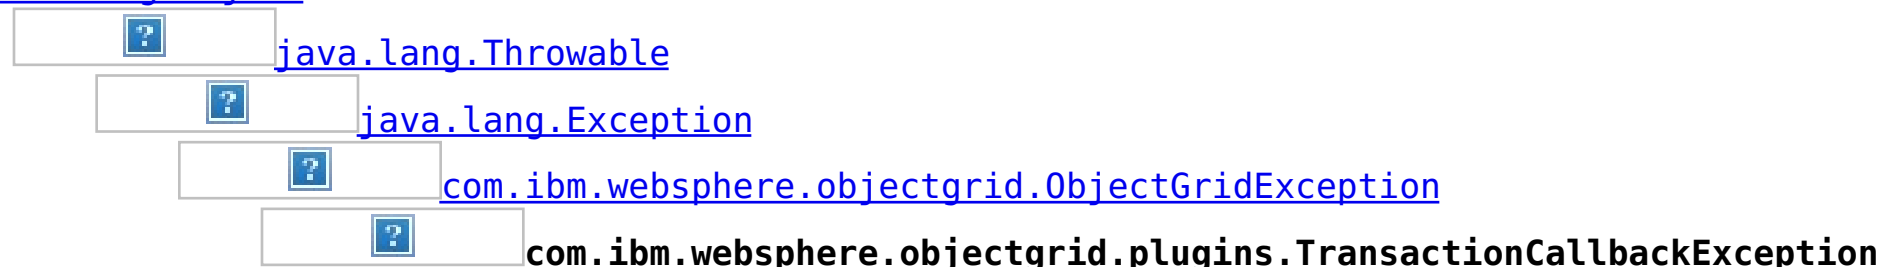 java.lang.Throwable
java.lang.Exception
com.ibm.websphere.objectgrid.ObjectGridException
com.ibm.websphere.objectgrid.plugins.TransactionCallbackException